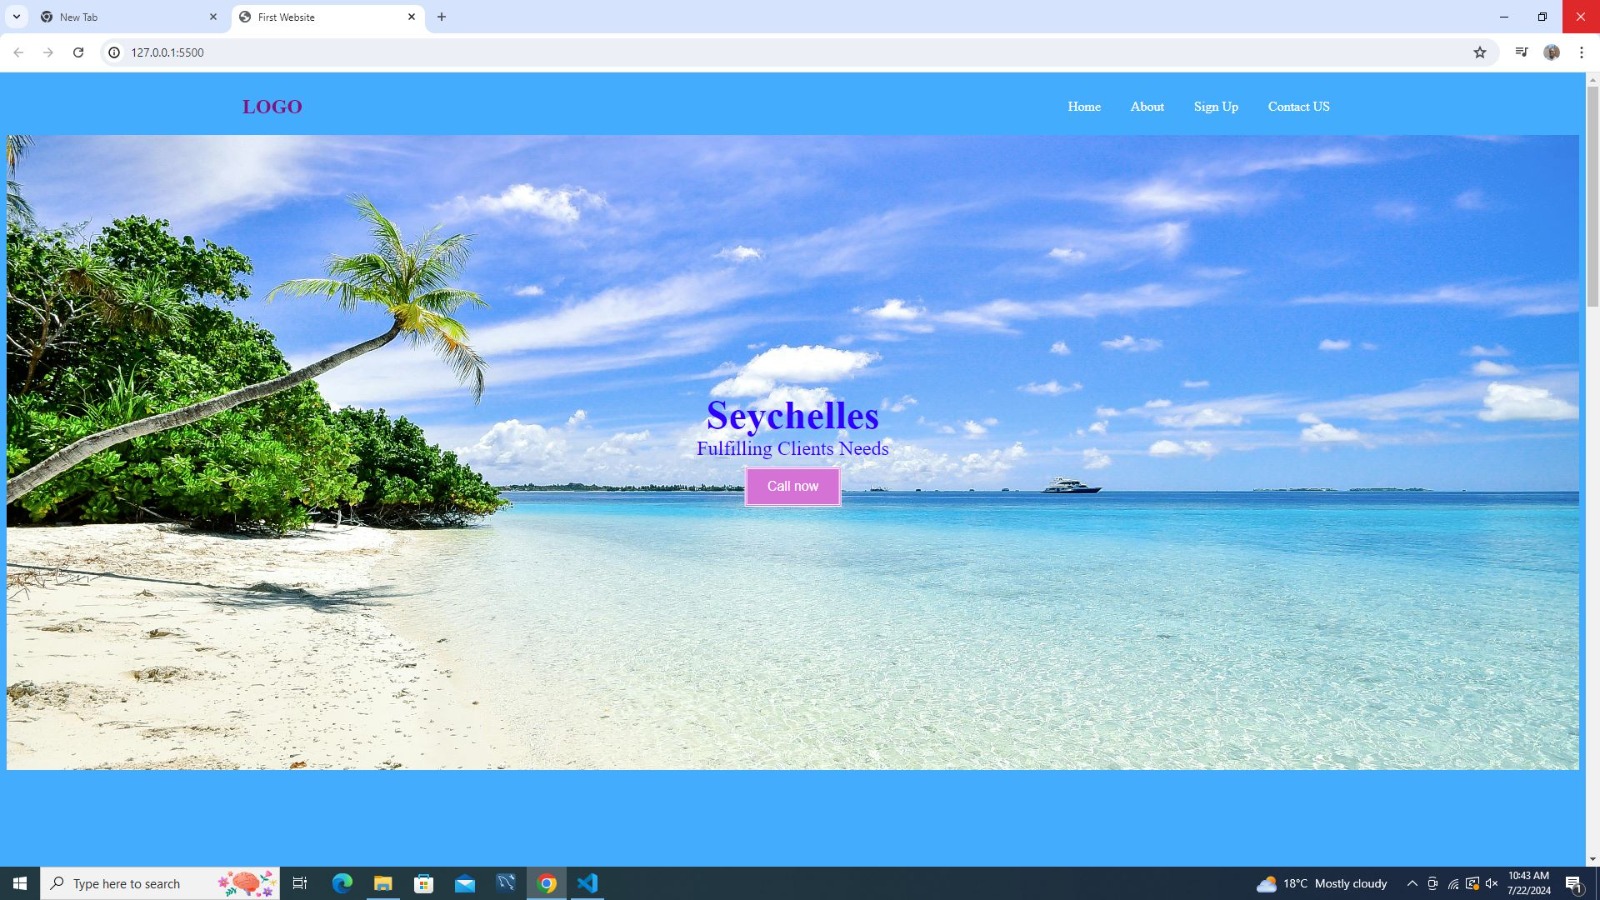 New Tab
First Website
127.0.0.1:5500
LOGO
Home
About
Sign Up
Contact US
Seychelles
Fulfilling Clients Needs
Call now
Type here to search
18°C Mostly cloudy
10:43 AM
7/22/2024
1